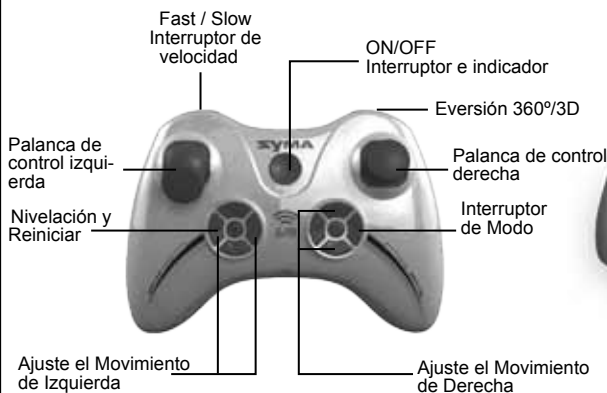 Fast / Slow
Interruptor de
velocidad
ON/OFF
Interruptor e indicador
Eversión 360º/3D
Palanca de
control izqui-
erda
SYMA
Palanca de control
derecha
Nivelación y
Reiniciar
Interruptor
de Modo
Ajuste el Movimiento
de Izquierda
Ajuste el Movimento
de Derecha